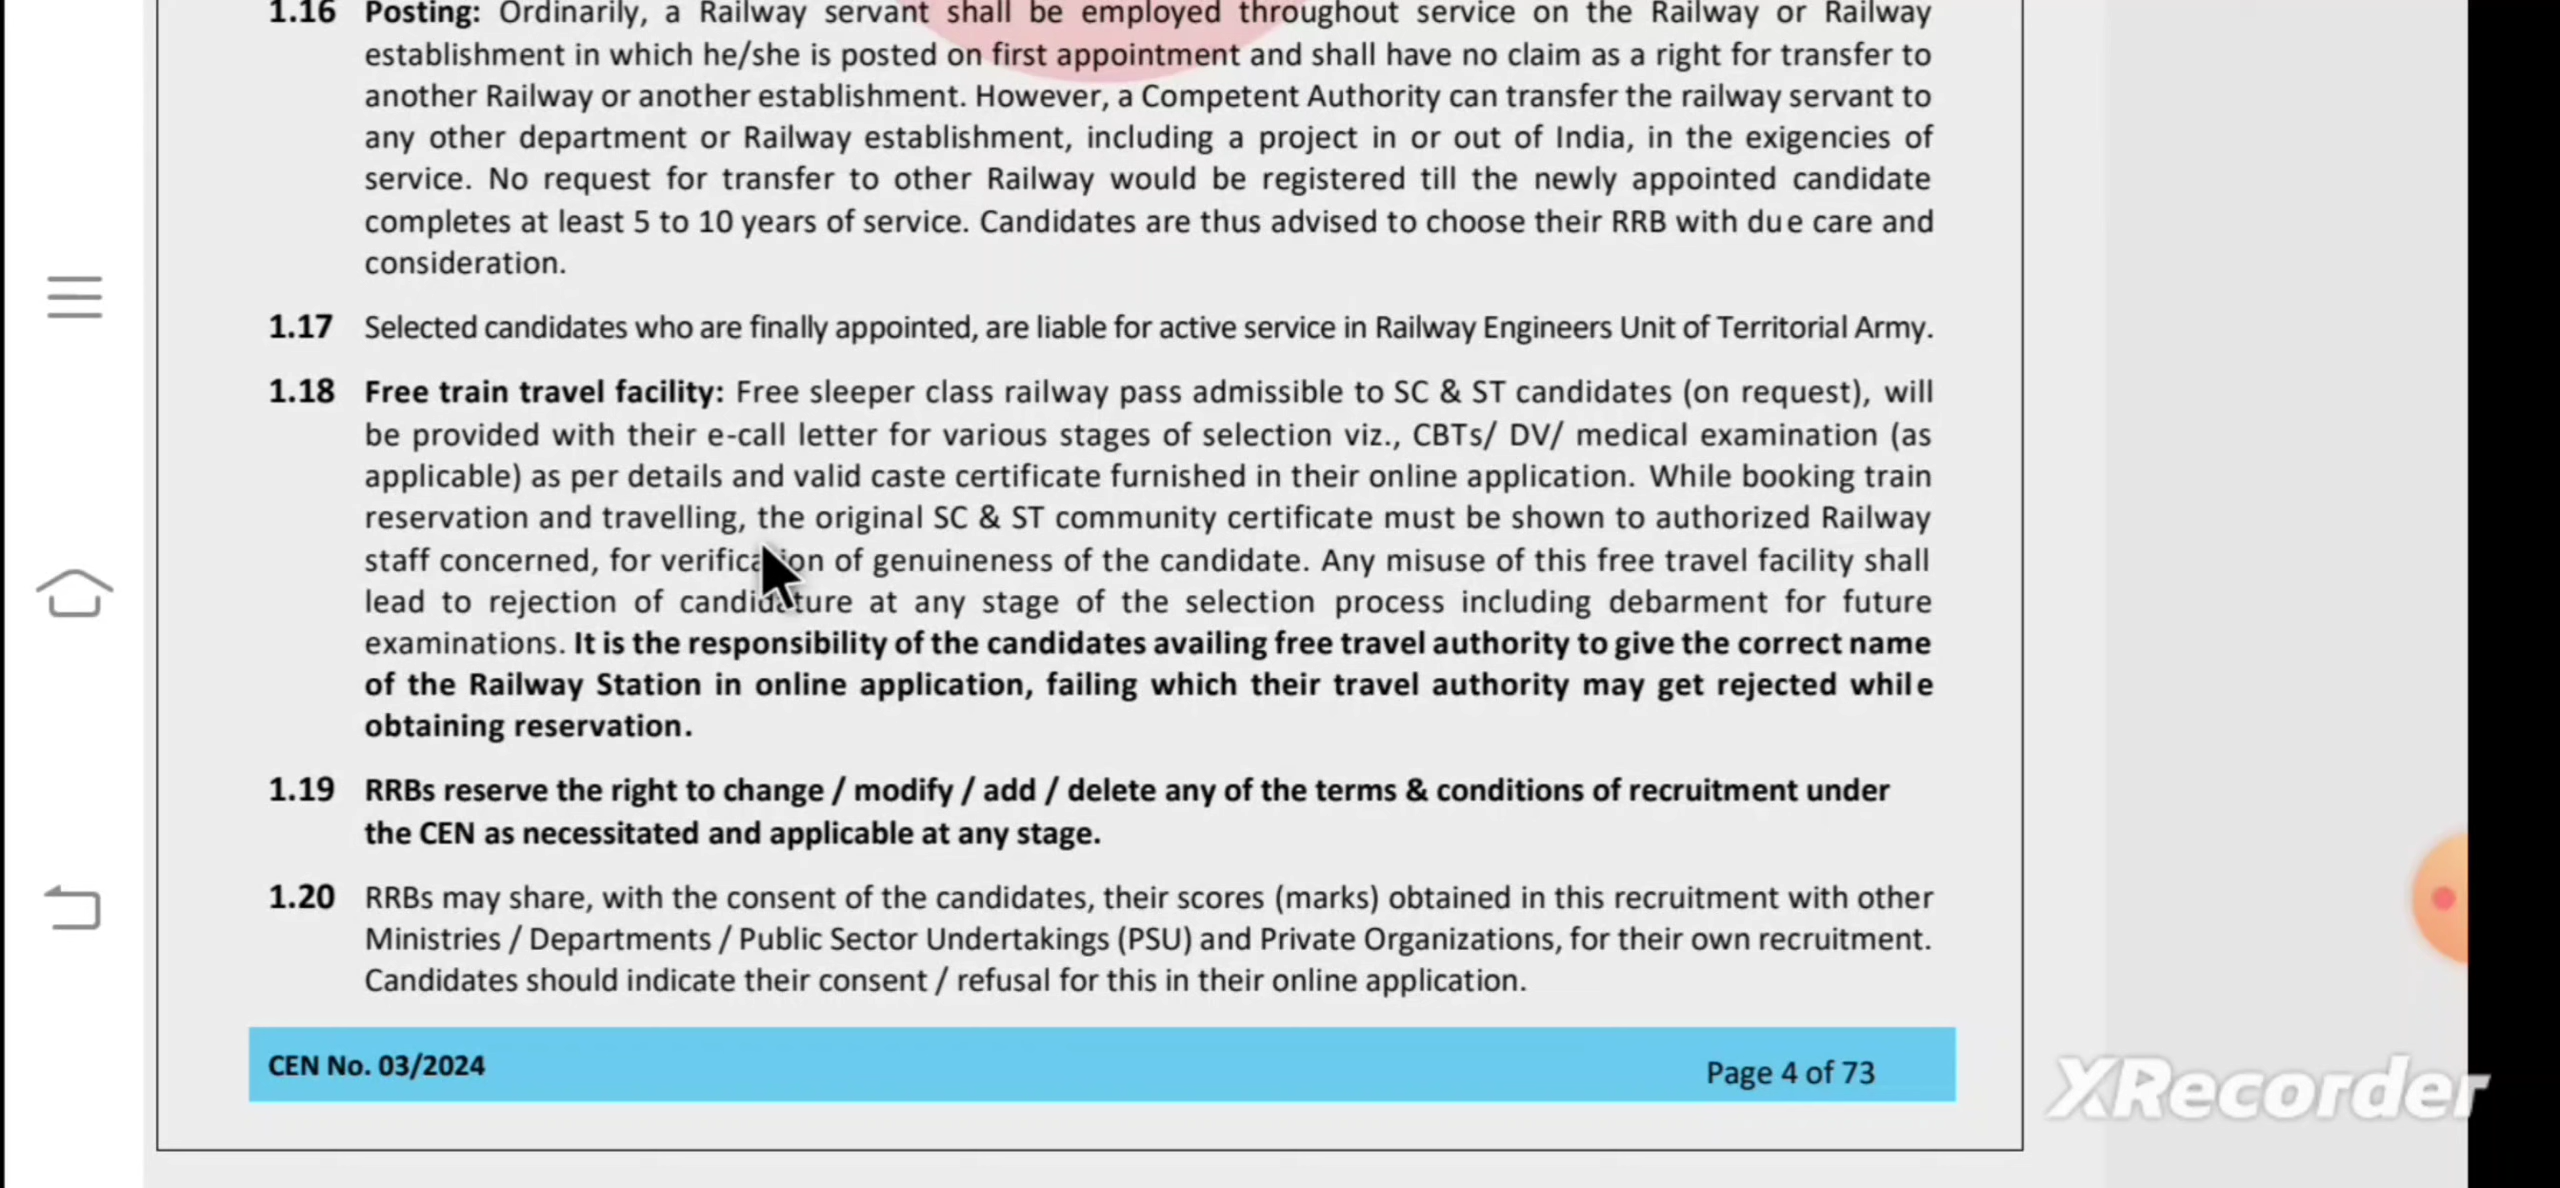 1.16 Posting: Ordinarily, a Railway servant shall be employed throughout service on the Railway or Railway
establishment in which he/she is posted on first appointment and shall have no claim as a right for transfer to
another Railway or another establishment. However, a Competent Authority can transfer the railway servant to
any other department or Railway establishment, including a project in or out of India, in the exigencies of
service. No request for transfer to other Railway would be registered till the newly appointed candidate
completes at least 5 to 10 years of service. Candidates are thus advised to choose their RRB with due care and
consideration.
1.17 Selected candidates who are finally appointed, are liable for active service in Railway Engineers Unit of Territorial Army.
1.18 Free train travel facility: Free sleeper class railway pass admissible to SC & ST candidates (on request), will
be provided with their e-call letter for various stages of selection viz., CBTs/ DV/ medical examination (as
applicable) as per details and valid caste certificate furnished in their online application. While booking train
reservation and travelling, the original SC & ST community certificate must be shown to authorized Railway
staff concerned, for verification of genuineness of the candidate. Any misuse of this free travel facility shall
lead to rejection of candidature at any stage of the selection process including debarment for future
examinations. It is the responsibility of the candidates availing free travel authority to give the correct name
of the Railway Station in online application, failing which their travel authority may get rejected while
obtaining reservation.
1.19 RRBs reserve the right to change / modify / add / delete any of the terms & conditions of recruitment under
the CEN as necessitated and applicable at any stage.
1.20 RRBs may share, with the consent of the candidates, their scores (marks) obtained in this recruitment with other
Ministries / Departments / Public Sector Undertakings (PSU) and Private Organizations, for their own recruitment.
Candidates should indicate their consent / refusal for this in their online application.
CEN No. 03/2024 Page 4 of 73
XRecorder